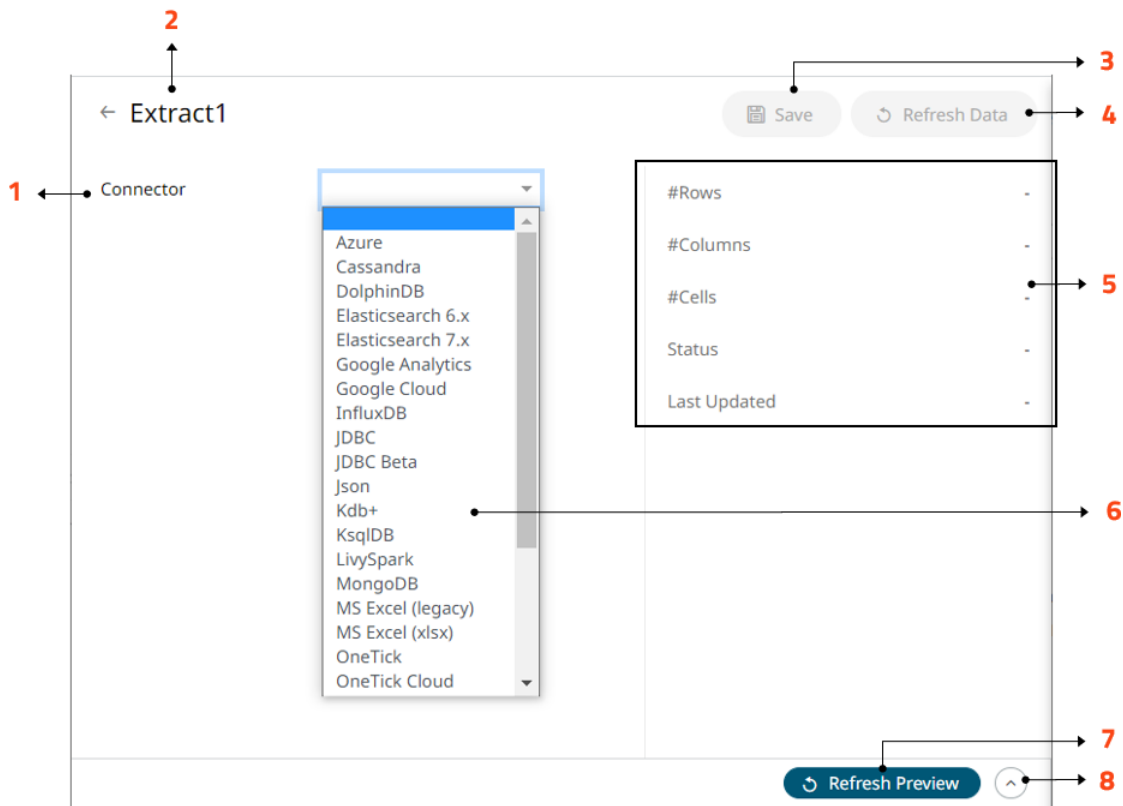 2
3
← Extract1
Save
Refresh Data
4
1
Connector
#Rows -
#Columns -
5
#Cells -
Status -
Last Updated -
Azure
Cassandra
DolphinDB
Elasticsearch 6.x
Elasticsearch 7.x
Google Analytics
Google Cloud
InfluxDB
JDBC
JDBC Beta
Json
Kdb+
6
KsqlDB
LivySpark
MongoDB
MS Excel (legacy)
MS Excel (xlsx)
OneTick
OneTick Cloud
7
Refresh Preview
8